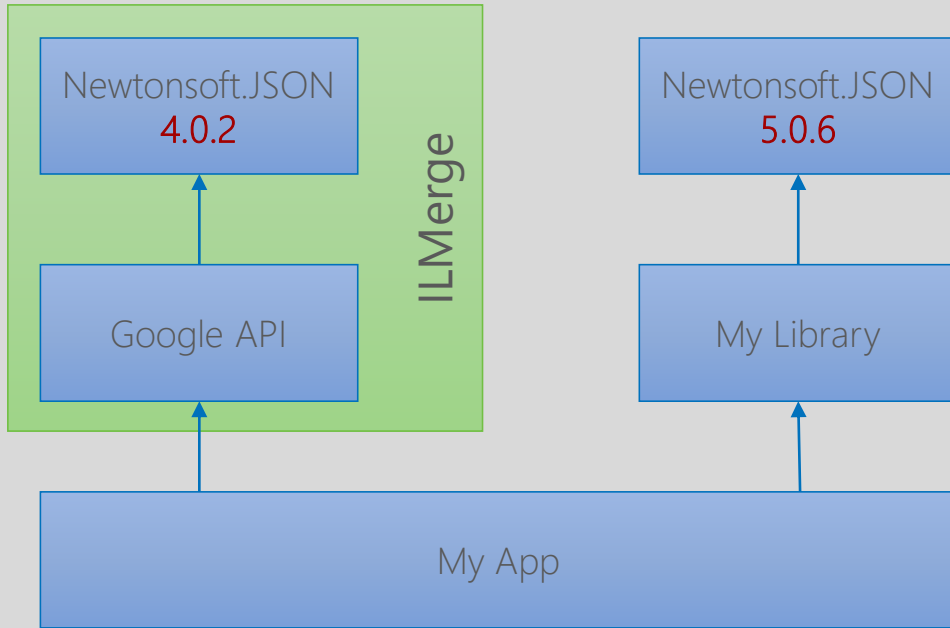 Newtonsoft.JSON
4.0.2
Newtonsoft.JSON
5.0.6
ILMerge
Google API
My Library
My App